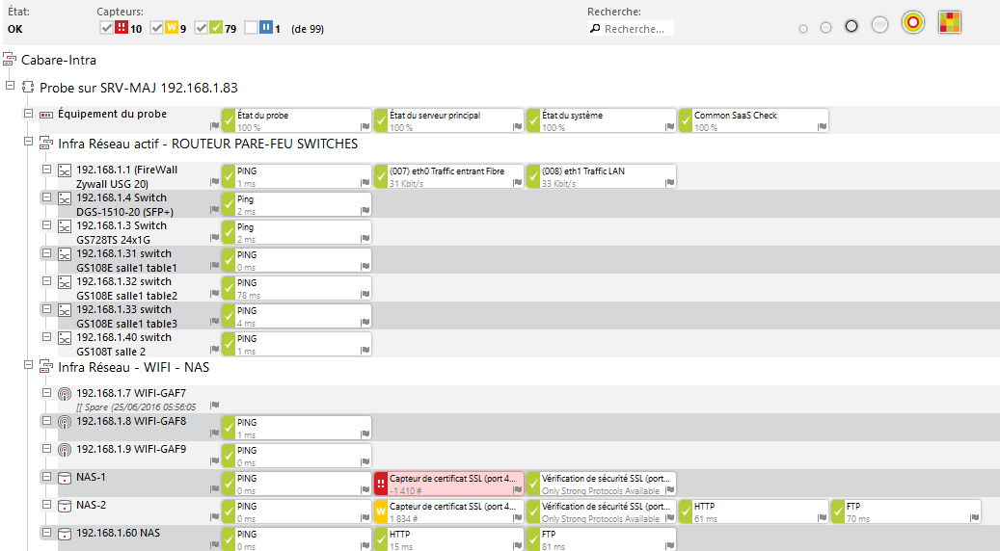 État: Capteurs: Recherche:
OK !! 10 W 9 79 1 (de 99) Recherche...
Cabare-Intra
Probe sur SRV-MAJ 192.168.1.83
Équipement du probe
État du probe
100 %
État du serveur principal
100 %
État du système
100 %
Common SaaS Check
100 %
Infra Réseau actif - ROUTEUR PARE-FEU SWITCHES
192.168.1.1 (FireWall
Zywall USG 20)
PING
1 ms
(007) eth0 Traffic entrant Fibre
31 Kbit/s
(008) eth1 Traffic LAN
33 Kbit/s
192.168.1.4 Switch
DGS-1510-20 (SFP+)
Ping
2 ms
192.168.1.3 Switch
GS728TS 24x1G
Ping
2 ms
192.168.1.31 switch
GS108E salle1 table1
PING
0 ms
192.168.1.32 switch
GS108E salle1 table2
PING
78 ms
192.168.1.33 switch
GS108E salle1 table3
PING
4 ms
192.168.1.40 switch
GS108T salle 2
PING
1 ms
Infra Réseau - WIFI - NAS
192.168.1.7 WIFI-GAF7
[[ Spare (25/06/2016 05:56:05
192.168.1.8 WIFI-GAF8
PING
1 ms
192.168.1.9 WIFI-GAF9
PING
0 ms
NAS-1
PING
0 ms
!! Capteur de certificat SSL (port 4...
-1 410 #
Vérification de sécurité SSL (port...
Only Strong Protocols Available
NAS-2
PING
0 ms
W Capteur de certificat SSL (port 4...
1 834 #
Vérification de sécurité SSL (port...
Only Strong Protocols Available
HTTP
61 ms
FTP
70 ms
192.168.1.60 NAS
PING
0 ms
HTTP
15 ms
FTP
81 ms